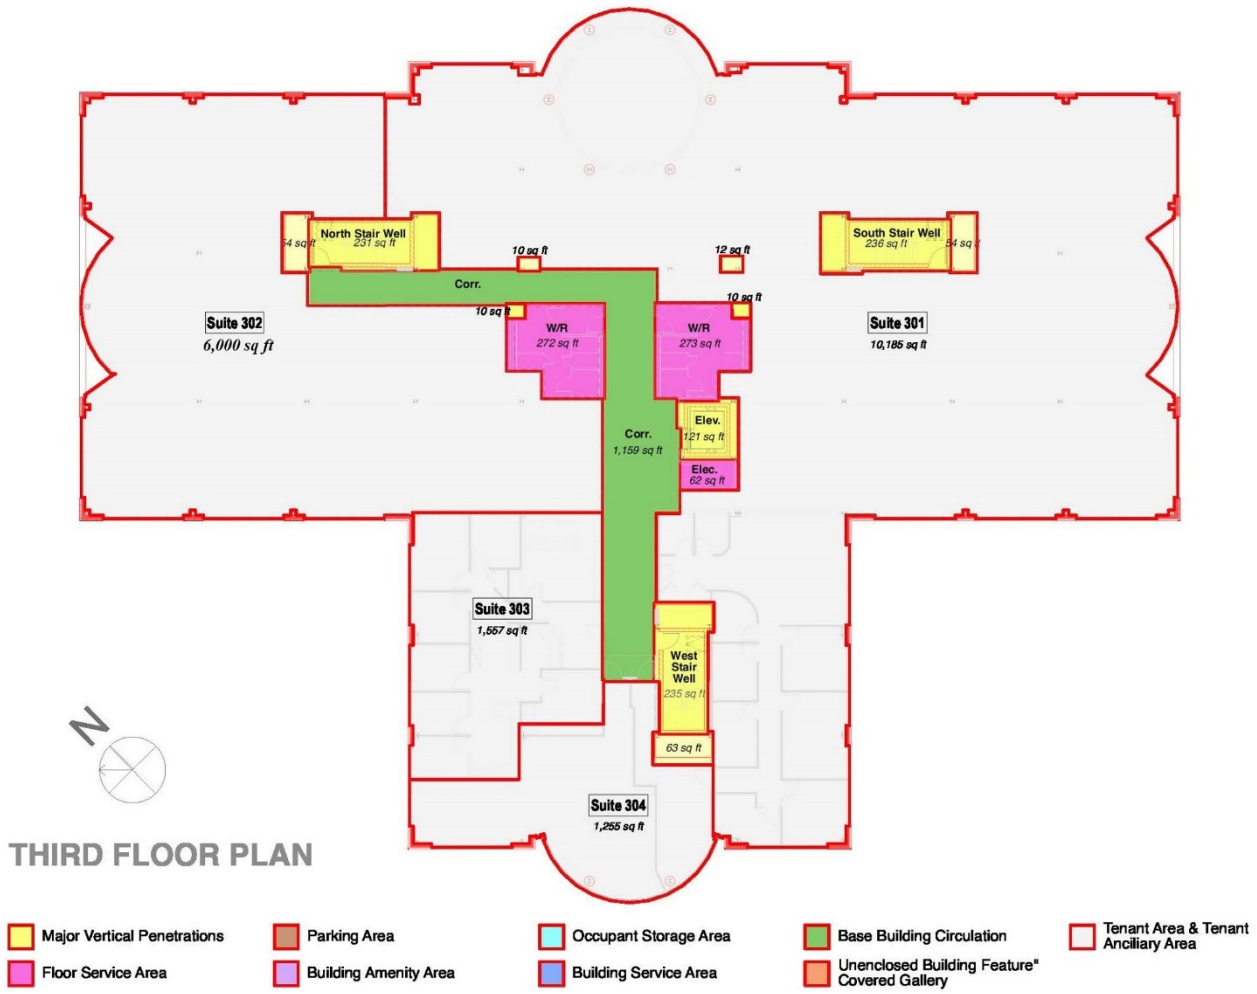 North Stair Well
54 sq ft
231 sq ft
South Stair Well
236 sq ft
54 sq ft
10 sq ft
12 sq ft
Corr.
10 sq ft
10 sq ft
Suite 302
6,000 sq ft
W/R
272 sq ft
W/R
273 sq ft
Suite 301
10,185 sq ft
Elev.
121 sq ft
Corr.
1,159 sq ft
Elec.
62 sq ft
Suite 303
1,557 sq ft
West
Stair
Well
235 sq ft
63 sq ft
N
Suite 304
1,255 sq ft
THIRD FLOOR PLAN
Major Vertical Penetrations
Parking Area
Occupant Storage Area
Base Building Circulation
Tenant Area & Tenant
Anciliary Area
Floor Service Area
Building Amenity Area
Building Service Area
Unenclosed Building Feature"
Covered Gallery